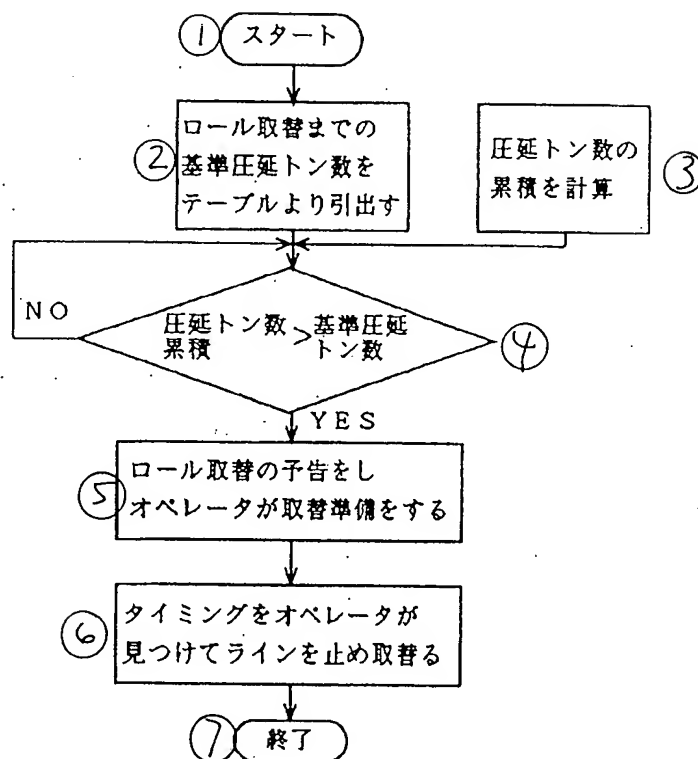 ① スタート
ロール取替までの
② 基準圧延トン数を
テーブルより引出す
圧延トン数の
累積を計算
③
NO
圧延トン数 > 基準圧延
累積 トン数
④
YES
ロール取替の予告をし
⑤ オペレータが取替準備をする
タイミングをオペレータが
⑥ 見つけてラインを止め取替る
⑦ 終了